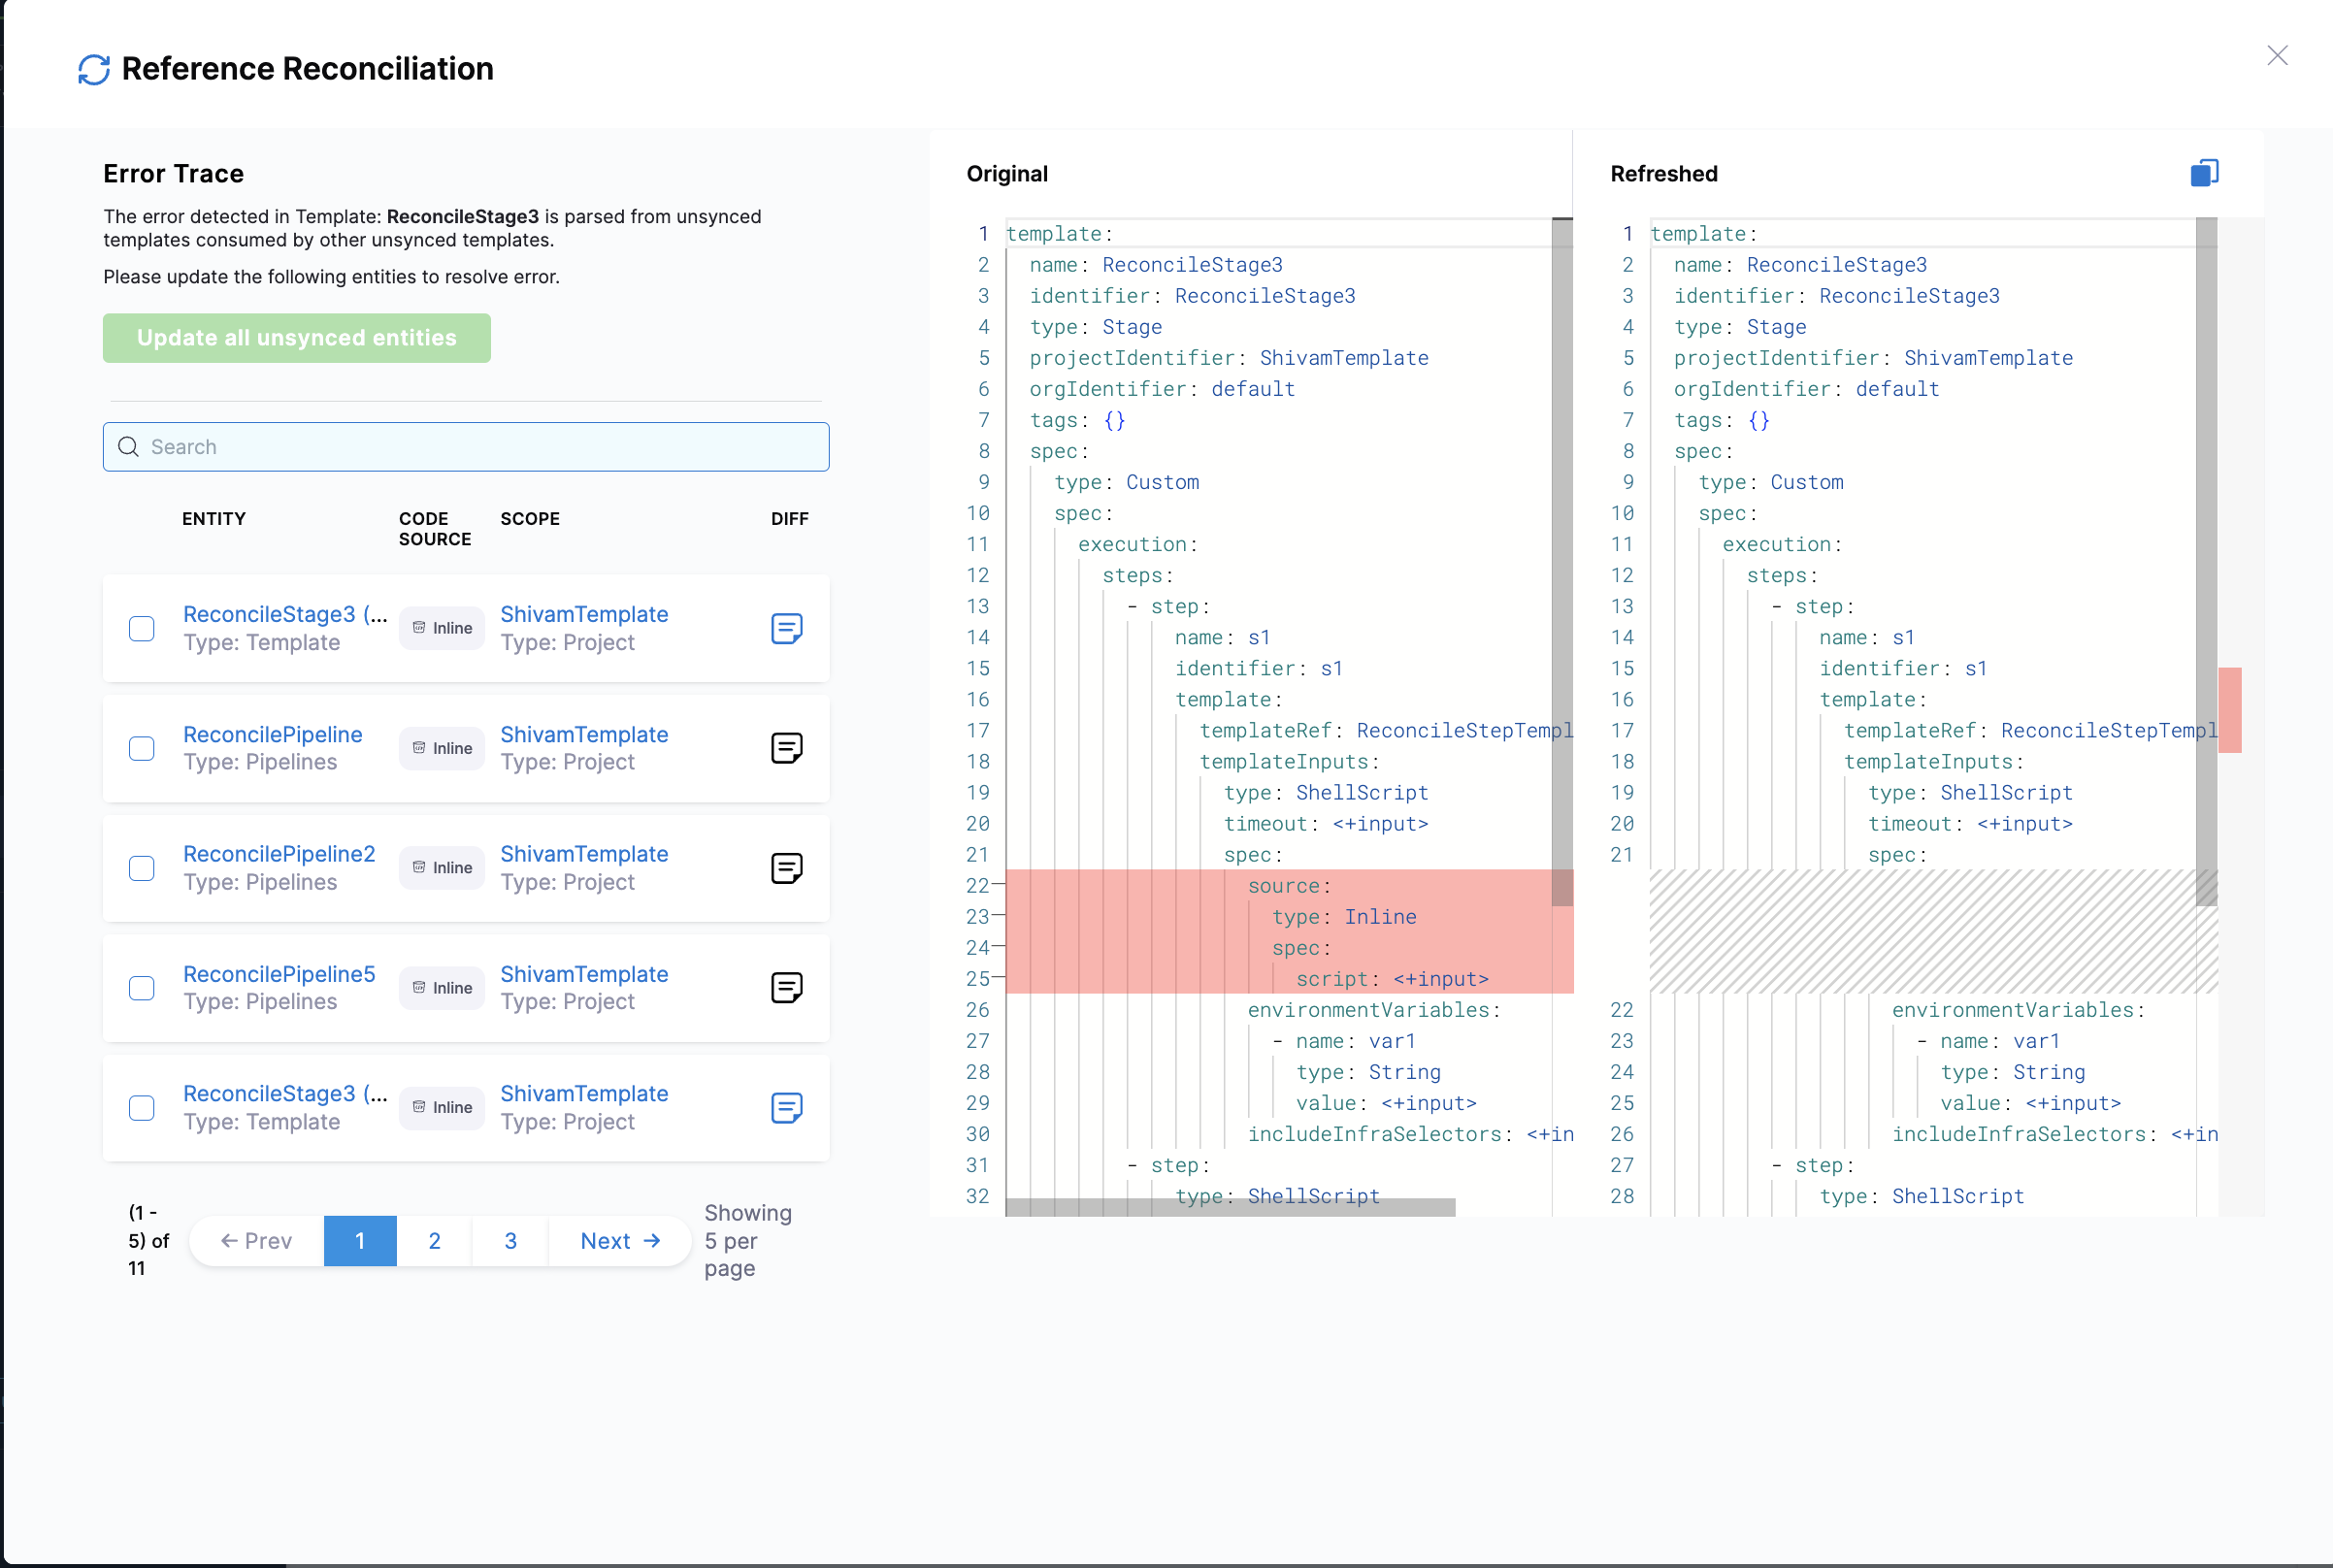 Reference Reconciliation
Error Trace
The error detected in Template: ReconcileStage3 is parsed from unsynced
templates consumed by other unsynced templates.
Please update the following entities to resolve error.
Update all unsynced entities
Search
ENTITY CODE SOURCE SCOPE DIFF
ReconcileStage3 (... Inline ShivamTemplate
Type: Template Type: Project
ReconcilePipeline Inline ShivamTemplate
Type: Pipelines Type: Project
ReconcilePipeline2 Inline ShivamTemplate
Type: Pipelines Type: Project
ReconcilePipeline5 Inline ShivamTemplate
Type: Pipelines Type: Project
ReconcileStage3 (... Inline ShivamTemplate
Type: Template Type: Project
(1 -
5) of
11
← Prev 1 2 3 Next →
Showing
5 per
page
Original
1 template:
2 name: ReconcileStage3
3 identifier: ReconcileStage3
4 type: Stage
5 projectIdentifier: ShivamTemplate
6 orgIdentifier: default
7 tags: {}
8 spec:
9 type: Custom
10 spec:
11 execution:
12 steps:
13 - step:
14 name: s1
15 identifier: s1
16 template:
17 templateRef: ReconcileStepTempl
18 templateInputs:
19 type: ShellScript
20 timeout: <+input>
21 spec:
22— source:
23— type: Inline
24— spec:
25— script: <+input>
26 environmentVariables:
27 - name: var1
28 type: String
29 value: <+input>
30 includeInfraSelectors: <+in
31 - step:
32 type: ShellScript
Refreshed
1 template:
2 name: ReconcileStage3
3 identifier: ReconcileStage3
4 type: Stage
5 projectIdentifier: ShivamTemplate
6 orgIdentifier: default
7 tags: {}
8 spec:
9 type: Custom
10 spec:
11 execution:
12 steps:
13 - step:
14 name: s1
15 identifier: s1
16 template:
17 templateRef: ReconcileStepTempl
18 templateInputs:
19 type: ShellScript
20 timeout: <+input>
21 spec:
22 environmentVariables:
23 - name: var1
24 type: String
25 value: <+input>
26 includeInfraSelectors: <+in
27 - step:
28 type: ShellScript